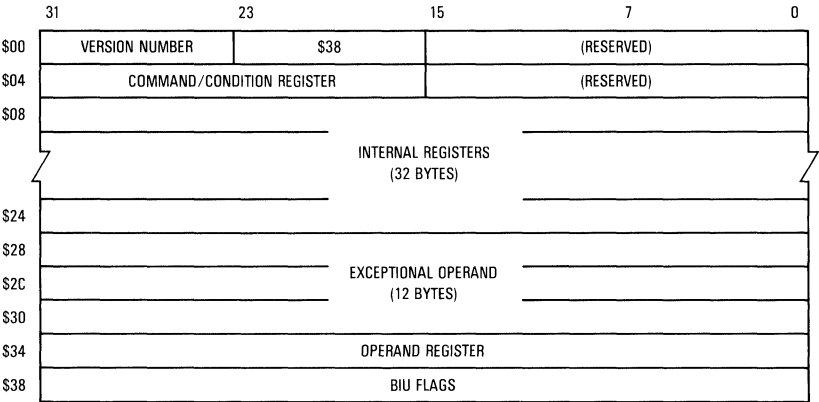 31 23 15 7 0
$00 VERSION NUMBER $38 (RESERVED)
$04 COMMAND/CONDITION REGISTER (RESERVED)
$08
INTERNAL REGISTERS
(32 BYTES)
$24
$28
EXCEPTIONAL OPERAND
$2C
(12 BYTES)
$30
$34 OPERAND REGISTER
$38 BIU FLAGS